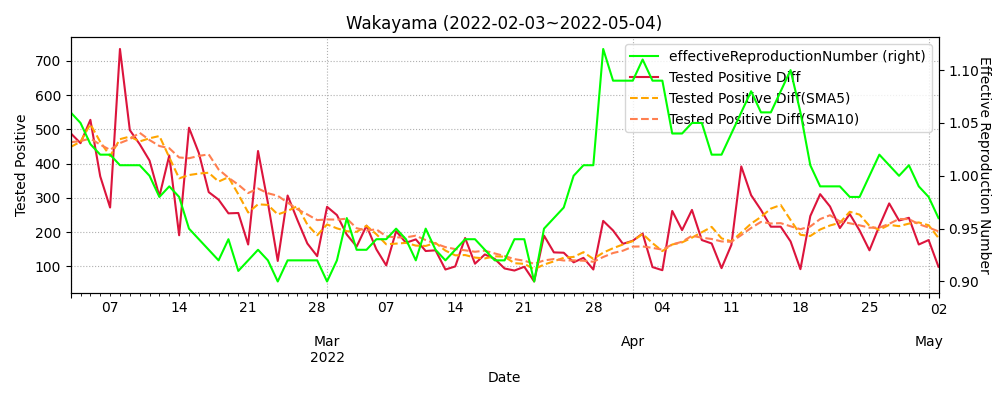 Wakayama (2022-02-03~2022-05-04)
effectiveReproductionNumber (right)
Tested Positive Diff
Tested Positive Diff(SMA5)
Tested Positive Diff(SMA10)
Tested Positive
700
600
500
400
300
200
100
1.10
1.05
1.00
0.95
0.90
Effective Reproduction Number
07 14 21 28 07 14 21 28 04 11 18 25 02
Mar Apr May
2022
Date